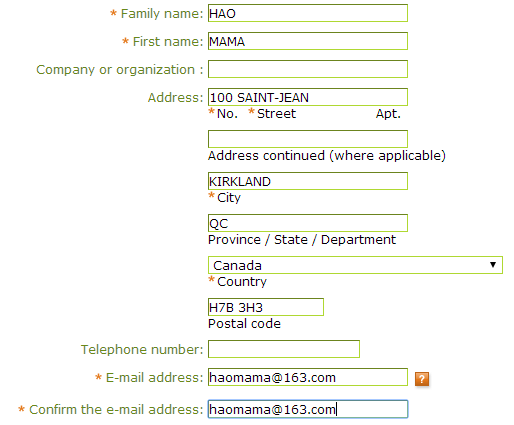 * Family name: HAO
* First name: MAMA
Company or organization :
Address: 100 SAINT-JEAN
* No. * Street Apt.
Address continued (where applicable)
KIRKLAND
* City
QC
Province / State / Department
Canada ▼
* Country
H7B 3H3
Postal code
Telephone number:
* E-mail address: haomama@163.com ?
* Confirm the e-mail address: haomama@163.com